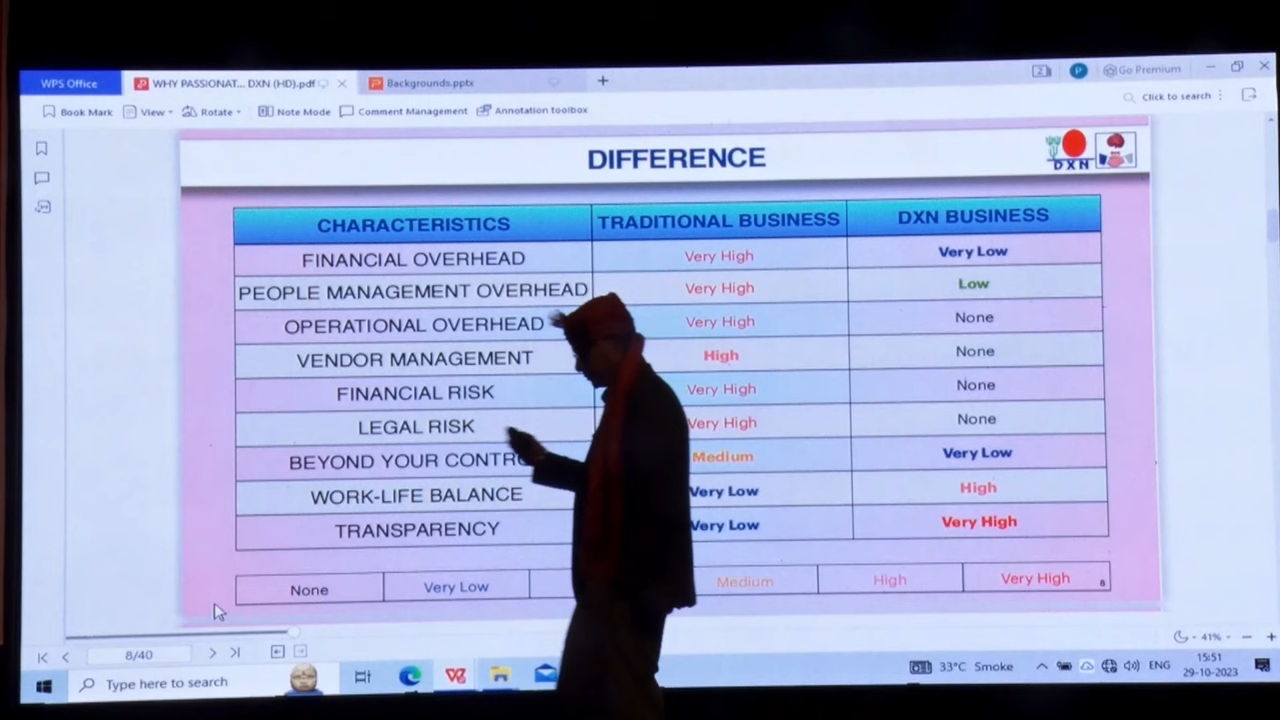 WPS Office WHY PASSIONAT... DXN (HD).pdf Backgrounds.pptx 2 P Go Premium
Book Mark View Rotate Note Mode Comment Management Annotation toolbox Click to search
DIFFERENCE
DXN
CHARACTERISTICS TRADITIONAL BUSINESS DXN BUSINESS
FINANCIAL OVERHEAD Very High Very Low
PEOPLE MANAGEMENT OVERHEAD Very High Low
OPERATIONAL OVERHEAD Very High None
VENDOR MANAGEMENT High None
FINANCIAL RISK Very High None
LEGAL RISK Very High None
BEYOND YOUR CONTRO Medium Very Low
WORK-LIFE BALANCE Very Low High
TRANSPARENCY Very Low Very High
None Very Low Medium High Very High 8
8/40 41%
Type here to search 33°C Smoke ENG 15:51
29-10-2023